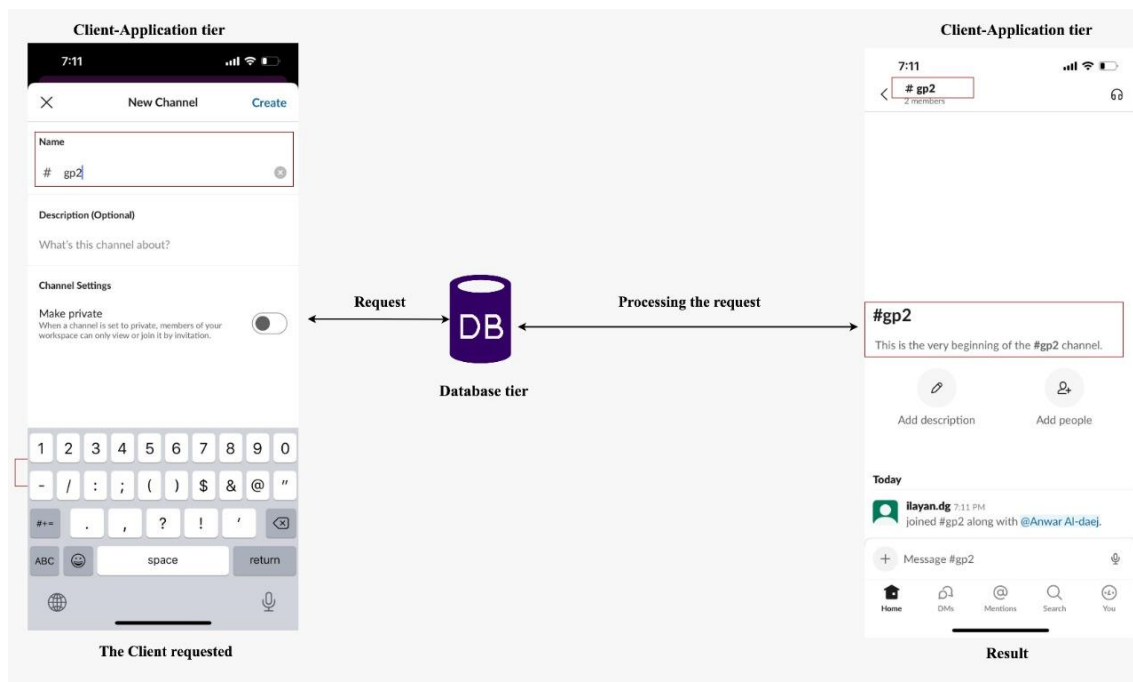 Client-Application tier
7:11
New Channel
Create
Name
# gp2
Description (Optional)
What's this channel about?
Channel Settings
Make private
When a channel is set to private, members of your
workspace can only view or join it by invitation.
1 2 3 4 5 6 7 8 9 0
- / : ; ( ) $ & @ "
#+= . , ? ! '
ABC space return
The Client requested
Request
DB
Database tier
Processing the request
Client-Application tier
7:11
# gp2
2 members
#gp2
This is the very beginning of the #gp2 channel.
Add description
Add people
Today
ilayan.dg 7:11 PM
joined #gp2 along with @Anwar Al-daej.
+ Message #gp2
Home DMs Mentions Search You
Result